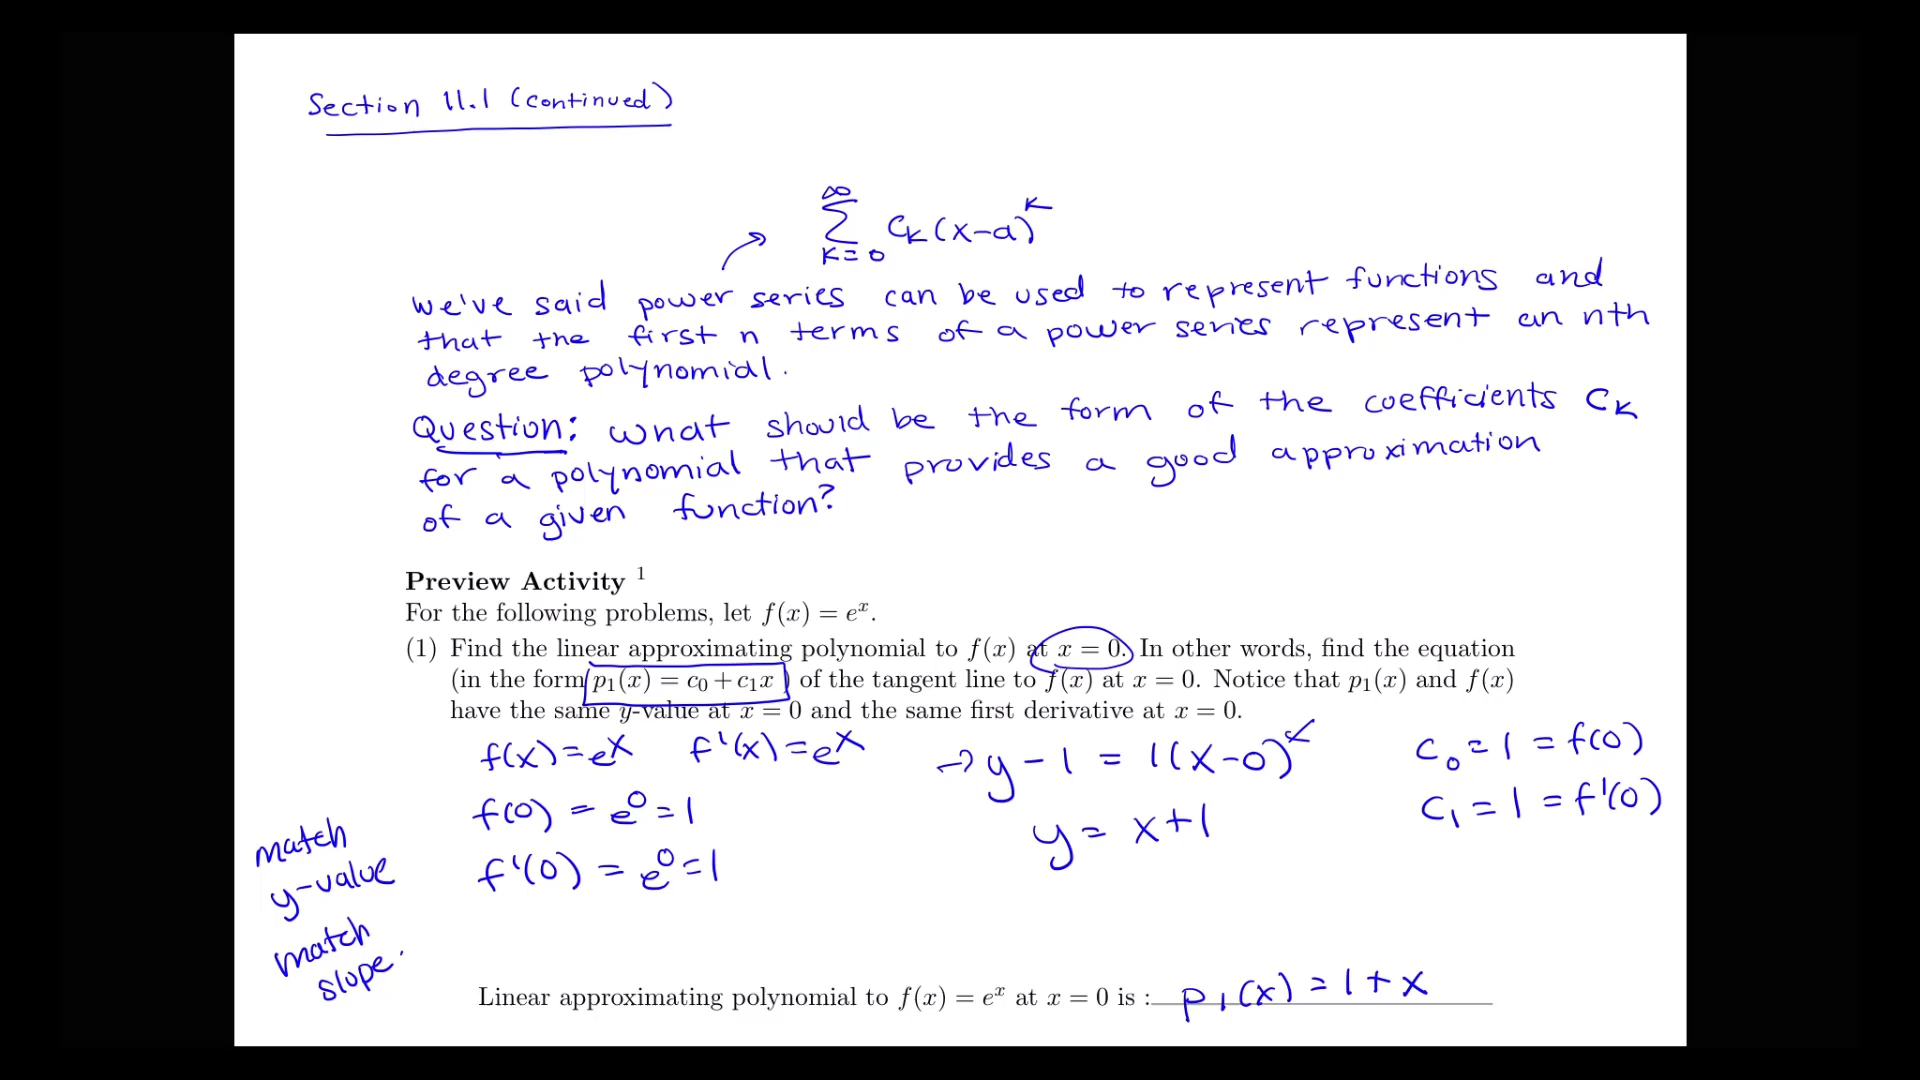 Section 11.1 (continued)
∞
Σ c_k (x-a)^k
k=0
We've said power series can be used to represent functions and
that the first n terms of a power series represent an nth
degree polynomial.
Question: What should be the form of the coefficients c_k
for a polynomial that provides a good approximation
of a given function?
Preview Activity ¹
For the following problems, let f(x) = e^x.
(1) Find the linear approximating polynomial to f(x) at x = 0. In other words, find the equation
(in the form p₁(x) = c₀ + c₁x ) of the tangent line to f(x) at x = 0. Notice that p₁(x) and f(x)
have the same y-value at x = 0 and the same first derivative at x = 0.
f(x) = e^x f'(x) = e^x → y - 1 = 1(x-0) c₀ = 1 = f(0)
f(0) = e^0 = 1 y = x+1 c₁ = 1 = f'(0)
f'(0) = e^0 = 1
match
y-value
match
slope.
Linear approximating polynomial to f(x) = e^x at x = 0 is : p₁(x) = 1 + x